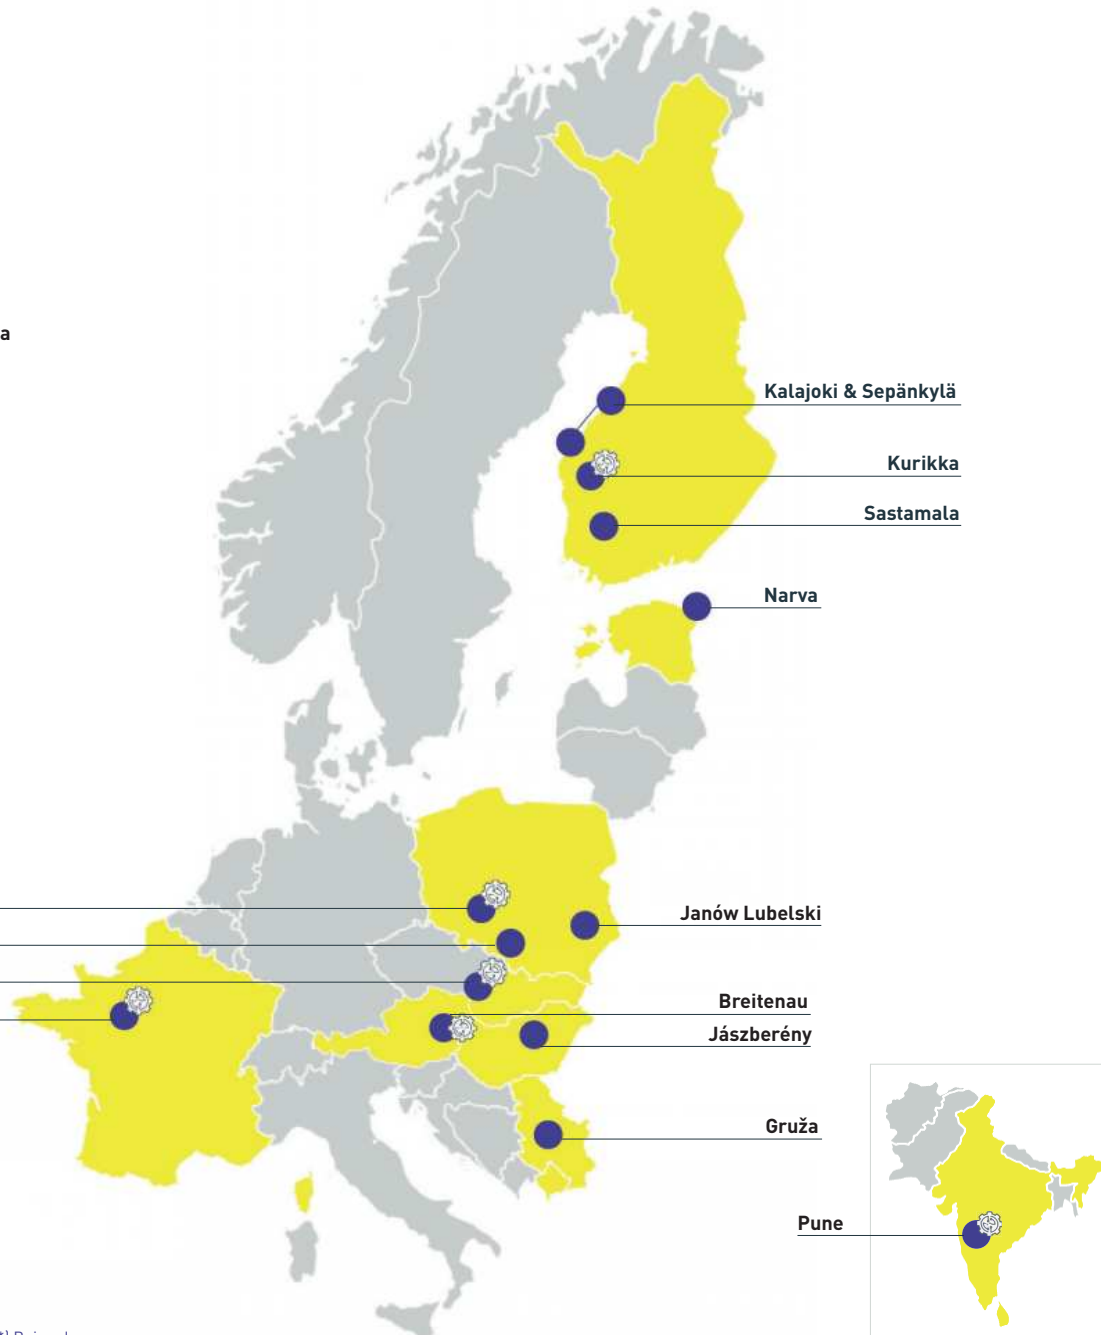 a
Kalajoki & Sepänkylä
Kurikka
Sastamala
Narva
Janów Lubelski
Breitenau
Jászberény
Gruža
Pune